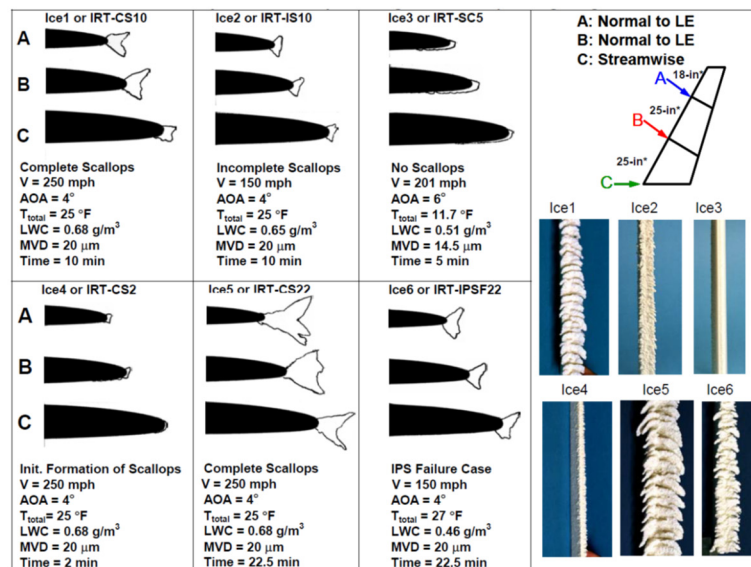 Ice1 or IRT-CS10
A
B
C
Complete Scallops
V = 250 mph
AOA = 4°
T_total = 25 °F
LWC = 0.68 g/m³
MVD = 20 μm
Time = 10 min
Ice2 or IRT-IS10
Incomplete Scallops
V = 150 mph
AOA = 4°
T_total = 25 °F
LWC = 0.65 g/m³
MVD = 20 μm
Time = 10 min
Ice3 or IRT-SC5
No Scallops
V = 201 mph
AOA = 6°
T_total = 11.7 °F
LWC = 0.51 g/m³
MVD = 14.5 μm
Time = 5 min
Ice4 or IRT-CS2
A
B
C
Init. Formation of Scallops
V = 250 mph
AOA = 4°
T_total = 25 °F
LWC = 0.68 g/m³
MVD = 20 μm
Time = 2 min
Ice5 or IRT-CS22
Complete Scallops
V = 250 mph
AOA = 4°
T_total = 25 °F
LWC = 0.68 g/m³
MVD = 20 μm
Time = 22.5 min
Ice6 or IRT-IPSF22
IPS Failure Case
V = 150 mph
AOA = 4°
T_total = 27 °F
LWC = 0.46 g/m³
MVD = 20 μm
Time = 22.5 min
A: Normal to LE
B: Normal to LE
C: Streamwise
18-in*
A
25-in*
B
25-in*
C
Ice1
Ice2
Ice3
Ice4
Ice5
Ice6